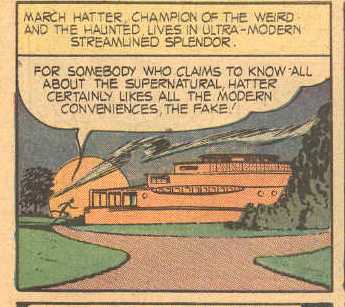 MARCH HATTER, CHAMPION OF THE WEIRD
AND THE HAUNTED LIVES IN ULTRA-MODERN
STREAMLINED SPLENDOR.
FOR SOMEBODY WHO CLAIMS TO KNOW ALL
ABOUT THE SUPERNATURAL, HATTER
CERTAINLY LIKES ALL THE MODERN
CONVENIENCES, THE FAKE!